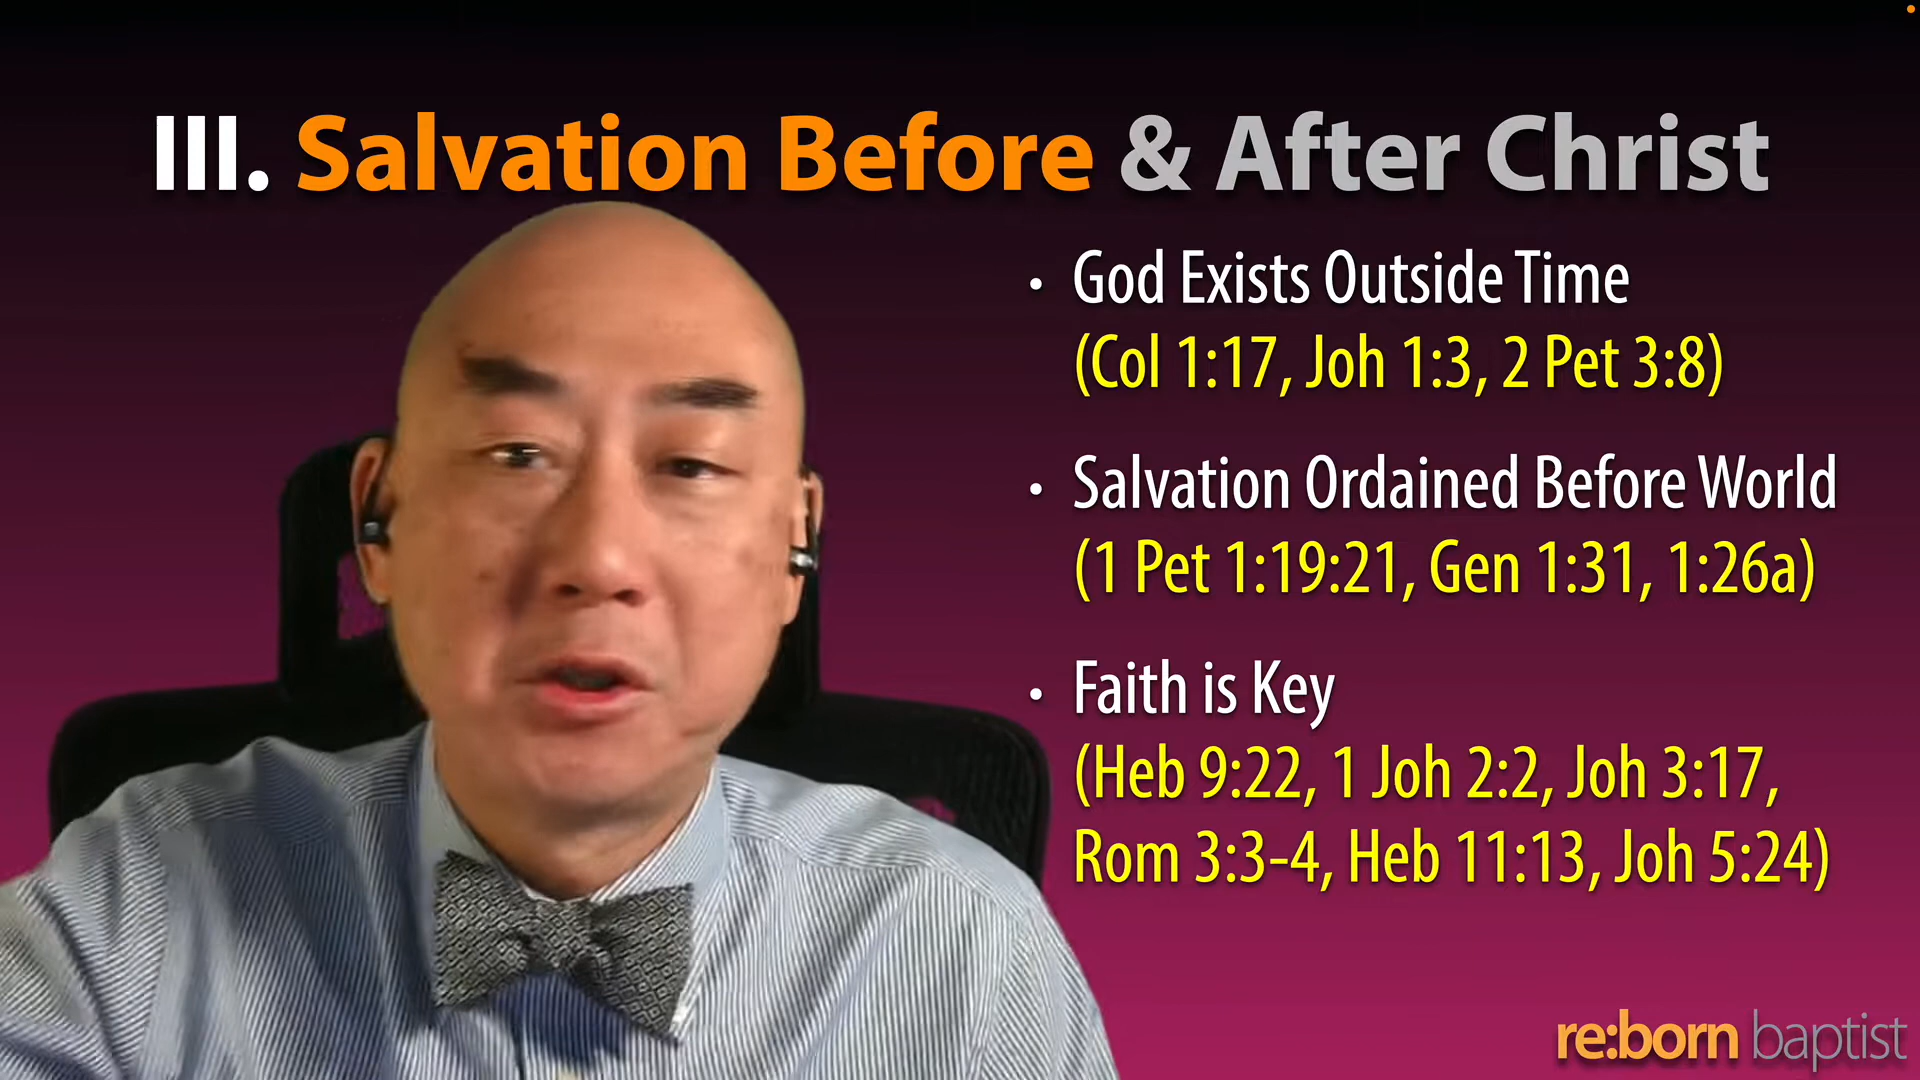 III. Salvation Before & After Christ
• God Exists Outside Time
(Col 1:17, Joh 1:3, 2 Pet 3:8)
• Salvation Ordained Before World
(1 Pet 1:19:21, Gen 1:31, 1:26a)
• Faith is Key
(Heb 9:22, 1 Joh 2:2, Joh 3:17,
Rom 3:3-4, Heb 11:13, Joh 5:24)
re:born baptist